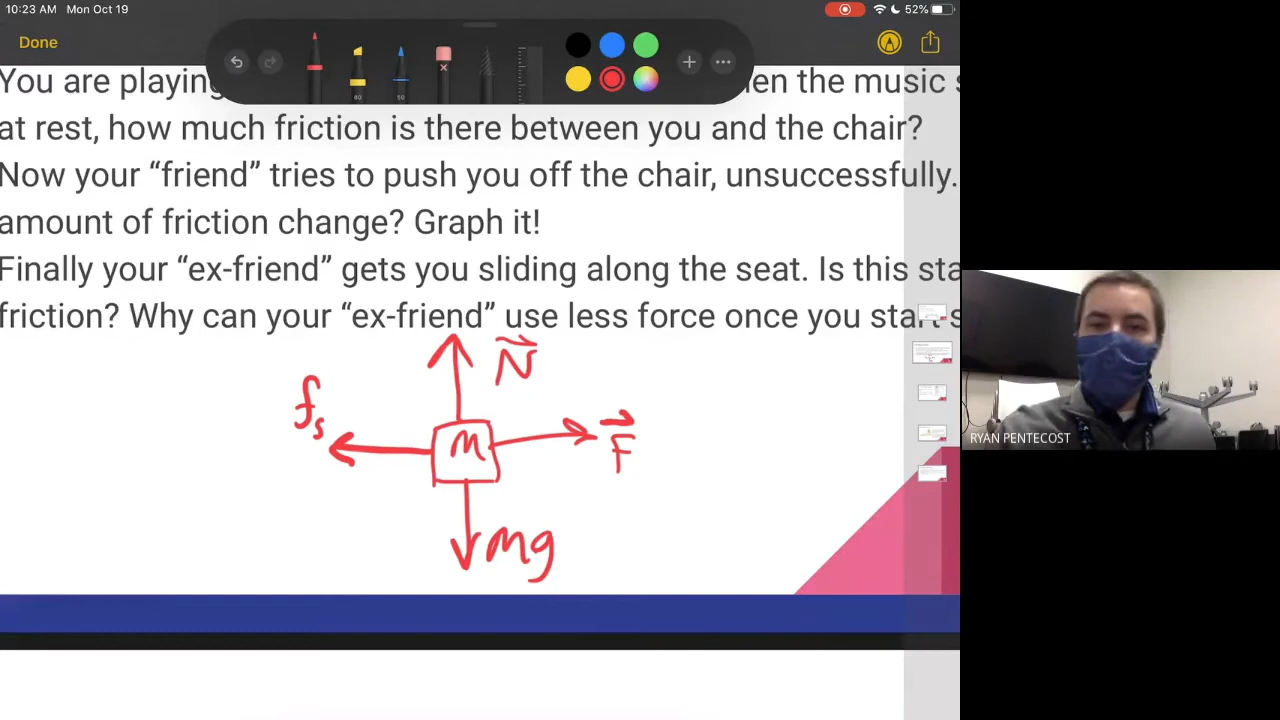 10:23 AM Mon Oct 19
52%
Done
You are playing
en the music
at rest, how much friction is there between you and the chair?
Now your “friend” tries to push you off the chair, unsuccessfully.
amount of friction change? Graph it!
Finally your “ex-friend” gets you sliding along the seat. Is this sta
friction? Why can your “ex-friend” use less force once you start s
N
fs
m
F
mg
80
50
RYAN PENTECOST